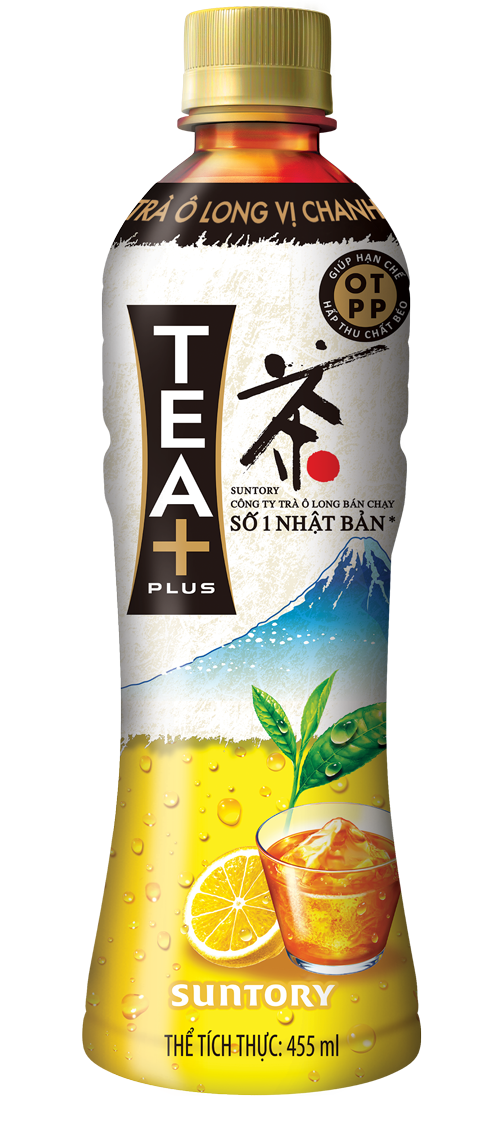 TRÀ Ô LONG VỊ CHANH
GIÚP HẠN CHẾ
OT
PP
HẤP THU CHẤT BÉO
TEA+
PLUS
茶
SUNTORY
CÔNG TY TRÀ Ô LONG BÁN CHẠY
SỐ 1 NHẬT BẢN*
SUNTORY
THỂ TÍCH THỰC: 455 ml